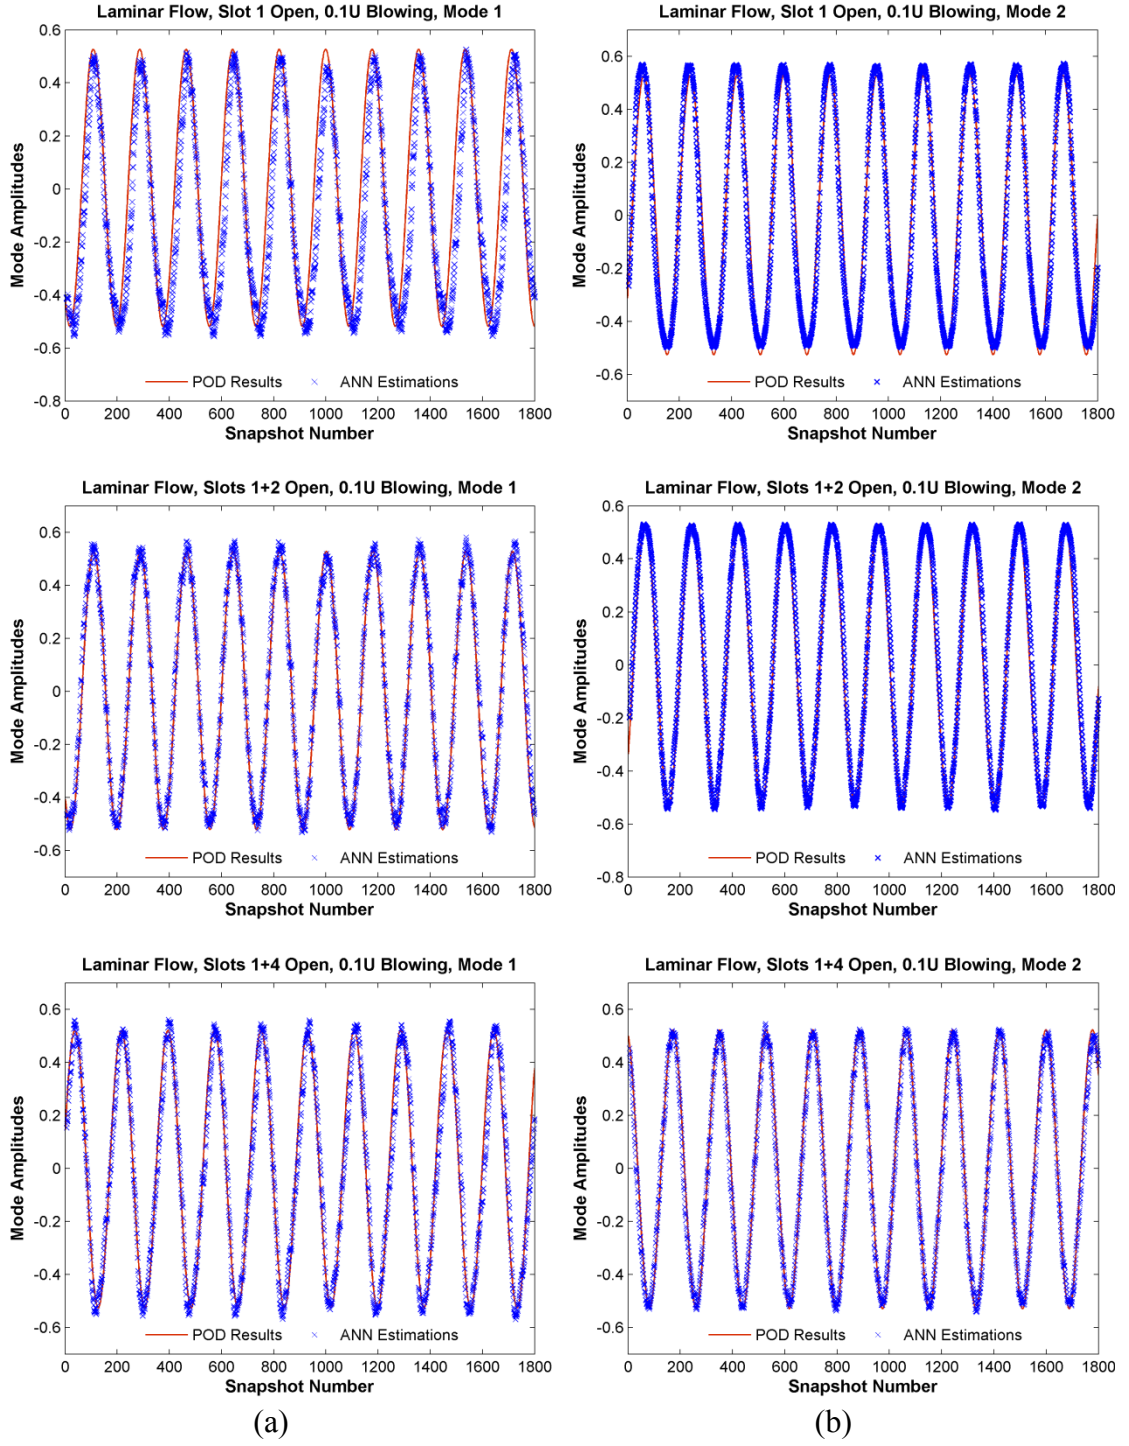 Laminar Flow, Slot 1 Open, 0.1U Blowing, Mode 1
0.6
0.4
0.2
0
-0.2
-0.4
-0.6
-0.8
Mode Amplitudes
POD Results ANN Estimations
0 200 400 600 800 1000 1200 1400 1600 1800
Snapshot Number
Laminar Flow, Slot 1 Open, 0.1U Blowing, Mode 2
0.6
0.4
0.2
0
-0.2
-0.4
-0.6
Mode Amplitudes
POD Results ANN Estimations
0 200 400 600 800 1000 1200 1400 1600 1800
Snapshot Number
Laminar Flow, Slots 1+2 Open, 0.1U Blowing, Mode 1
0.6
0.4
0.2
0
-0.2
-0.4
-0.6
Mode Amplitudes
POD Results ANN Estimations
0 200 400 600 800 1000 1200 1400 1600 1800
Snapshot Number
Laminar Flow, Slots 1+2 Open, 0.1U Blowing, Mode 2
0.6
0.4
0.2
0
-0.2
-0.4
-0.6
-0.8
Mode Amplitudes
POD Results ANN Estimations
0 200 400 600 800 1000 1200 1400 1600 1800
Snapshot Number
Laminar Flow, Slots 1+4 Open, 0.1U Blowing, Mode 1
0.6
0.4
0.2
0
-0.2
-0.4
-0.6
Mode Amplitudes
POD Results ANN Estimations
0 200 400 600 800 1000 1200 1400 1600 1800
Snapshot Number
Laminar Flow, Slots 1+4 Open, 0.1U Blowing, Mode 2
0.6
0.4
0.2
0
-0.2
-0.4
-0.6
Mode Amplitudes
POD Results ANN Estimations
0 200 400 600 800 1000 1200 1400 1600 1800
Snapshot Number
(a)
(b)